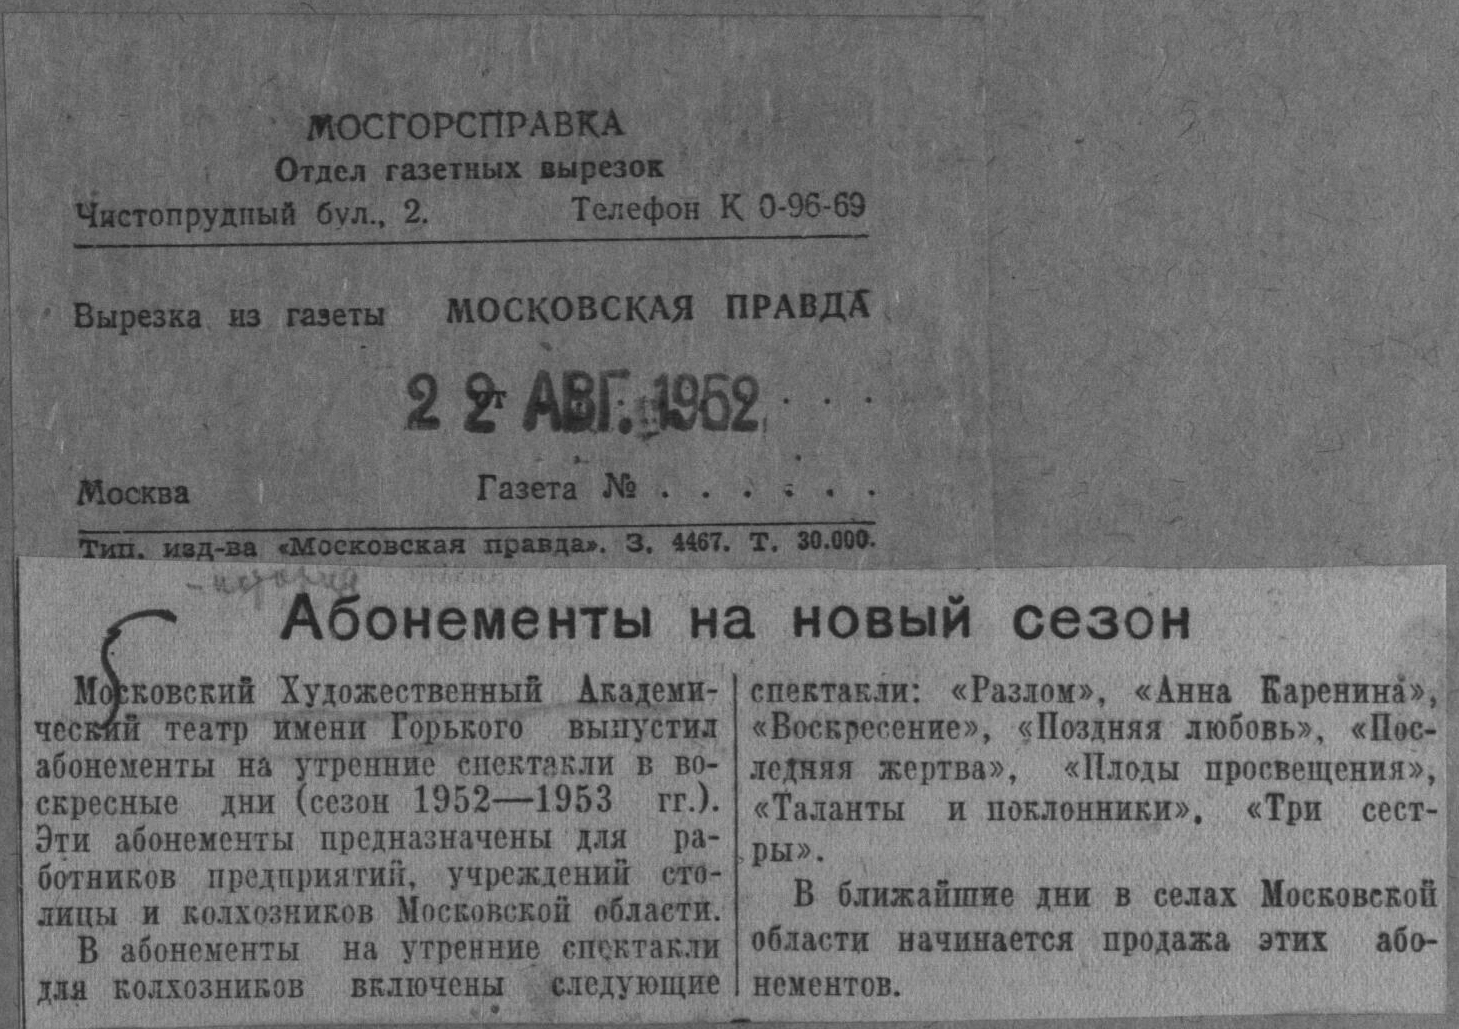 МОСГОРСПРАВКА
Отдел газетных вырезок
Чистопрудный бул., 2. Телефон К 0-96-69
Вырезка из газеты МОСКОВСКАЯ ПРАВДА
от 22 АВГ. 1952 . . .
Москва Газета № . . . . . .
Тип. изд-ва «Московская правда». З. 4467. Т. 30.000.
Абонементы на новый сезон
Московский Художественный Академи-
ческий театр имени Горького выпустил
абонементы на утренние спектакли в во-
скресные дни (сезон 1952—1953 гг.).
Эти абонементы предназначены для ра-
ботников предприятий, учреждений сто-
лицы и колхозников Московской области.
В абонементы на утренние спектакли
для колхозников включены следующие
спектакли: «Разлом», «Анна Каренина»,
«Воскресение», «Поздняя любовь», «Пос-
ледняя жертва», «Плоды просвещения»,
«Таланты и поклонники», «Три сест-
ры».
В ближайшие дни в селах Московской
области начинается продажа этих або-
нементов.